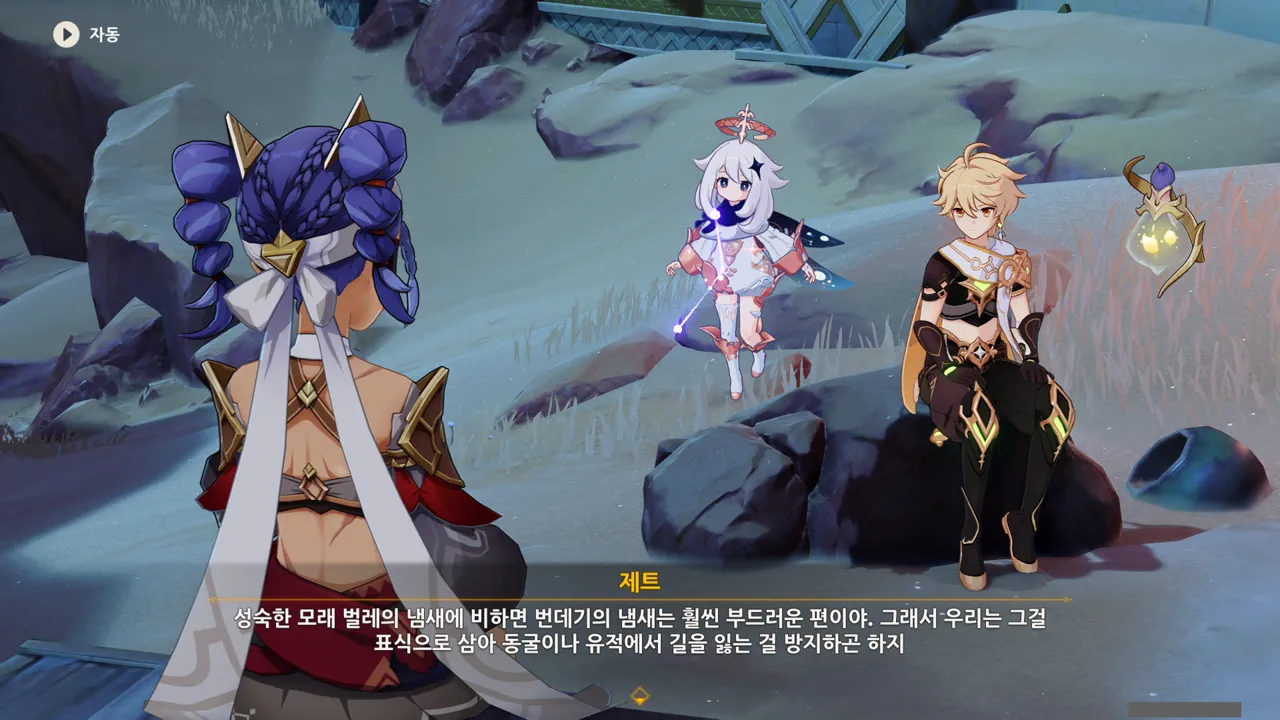 자동
제트
성숙한 모래 벌레의 냄새에 비하면 번데기의 냄새는 훨씬 부드러운 편이야. 그래서 우리는 그걸
표식으로 삼아 동굴이나 유적에서 길을 잃는 걸 방지하곤 하지